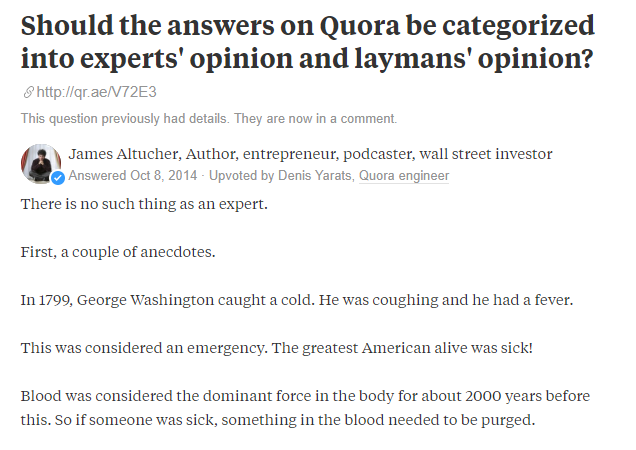 Should the answers on Quora be categorized
into experts' opinion and laymans' opinion?
http://qr.ae/V72E3
This question previously had details. They are now in a comment.
James Altucher, Author, entrepreneur, podcaster, wall street investor
Answered Oct 8, 2014 · Upvoted by Denis Yarats, Quora engineer
There is no such thing as an expert.
First, a couple of anecdotes.
In 1799, George Washington caught a cold. He was coughing and he had a fever.
This was considered an emergency. The greatest American alive was sick!
Blood was considered the dominant force in the body for about 2000 years before
this. So if someone was sick, something in the blood needed to be purged.